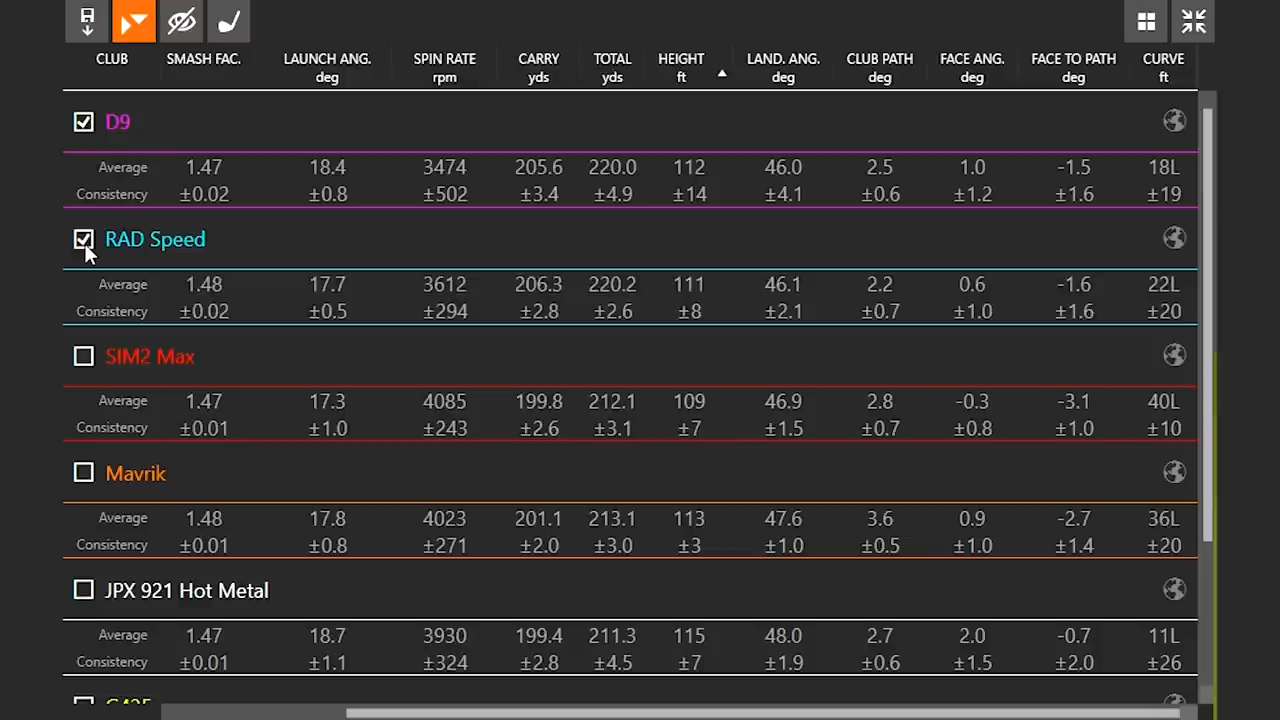 CLUB SMASH FAC. LAUNCH ANG. SPIN RATE CARRY TOTAL HEIGHT LAND. ANG. CLUB PATH FACE ANG. FACE TO PATH CURVE
deg rpm yds yds ft deg deg deg deg ft
D9
Average 1.47 18.4 3474 205.6 220.0 112 46.0 2.5 1.0 -1.5 18L
Consistency ±0.02 ±0.8 ±502 ±3.4 ±4.9 ±14 ±4.1 ±0.6 ±1.2 ±1.6 ±19
RAD Speed
Average 1.48 17.7 3612 206.3 220.2 111 46.1 2.2 0.6 -1.6 22L
Consistency ±0.02 ±0.5 ±294 ±2.8 ±2.6 ±8 ±2.1 ±0.7 ±1.0 ±1.6 ±20
SIM2 Max
Average 1.47 17.3 4085 199.8 212.1 109 46.9 2.8 -0.3 -3.1 40L
Consistency ±0.01 ±1.0 ±243 ±2.6 ±3.1 ±7 ±1.5 ±0.7 ±0.8 ±1.0 ±10
Mavrik
Average 1.48 17.8 4023 201.1 213.1 113 47.6 3.6 0.9 -2.7 36L
Consistency ±0.01 ±0.8 ±271 ±2.0 ±3.0 ±3 ±1.0 ±0.5 ±1.0 ±1.4 ±20
JPX 921 Hot Metal
Average 1.47 18.7 3930 199.4 211.3 115 48.0 2.7 2.0 -0.7 11L
Consistency ±0.01 ±1.1 ±324 ±2.8 ±4.5 ±7 ±1.9 ±0.6 ±1.5 ±2.0 ±26